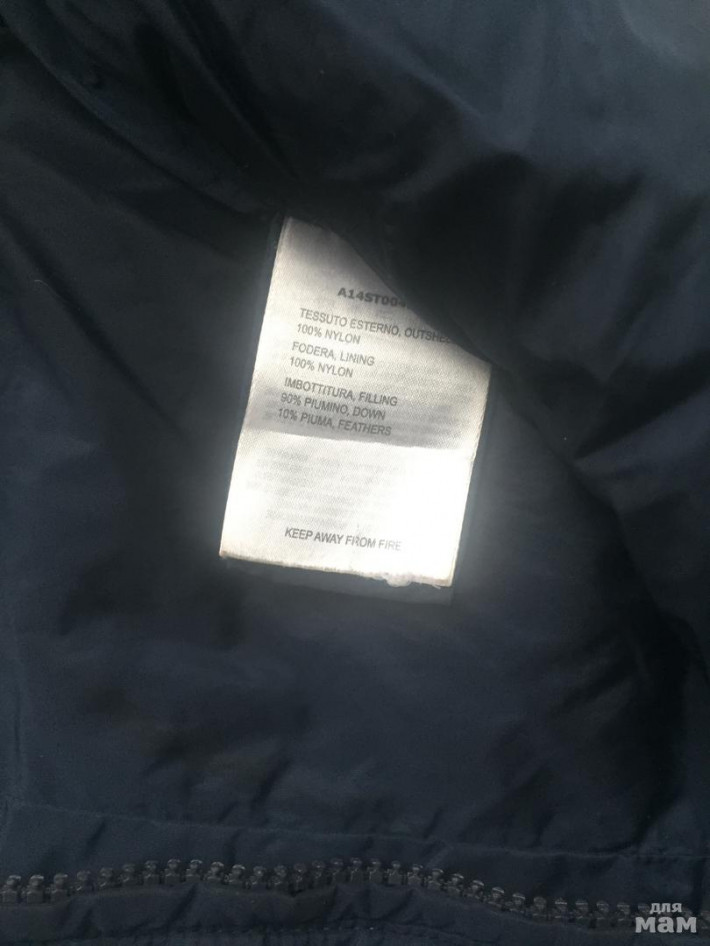 A14ST004
TESSUTO ESTERNO, OUTSHE
100% NYLON
FODERA, LINING
100% NYLON
IMBOTTITURA, FILLING
90% PIUMINO, DOWN
10% PIUMA, FEATHERS
KEEP AWAY FROM FIRE
для
мам